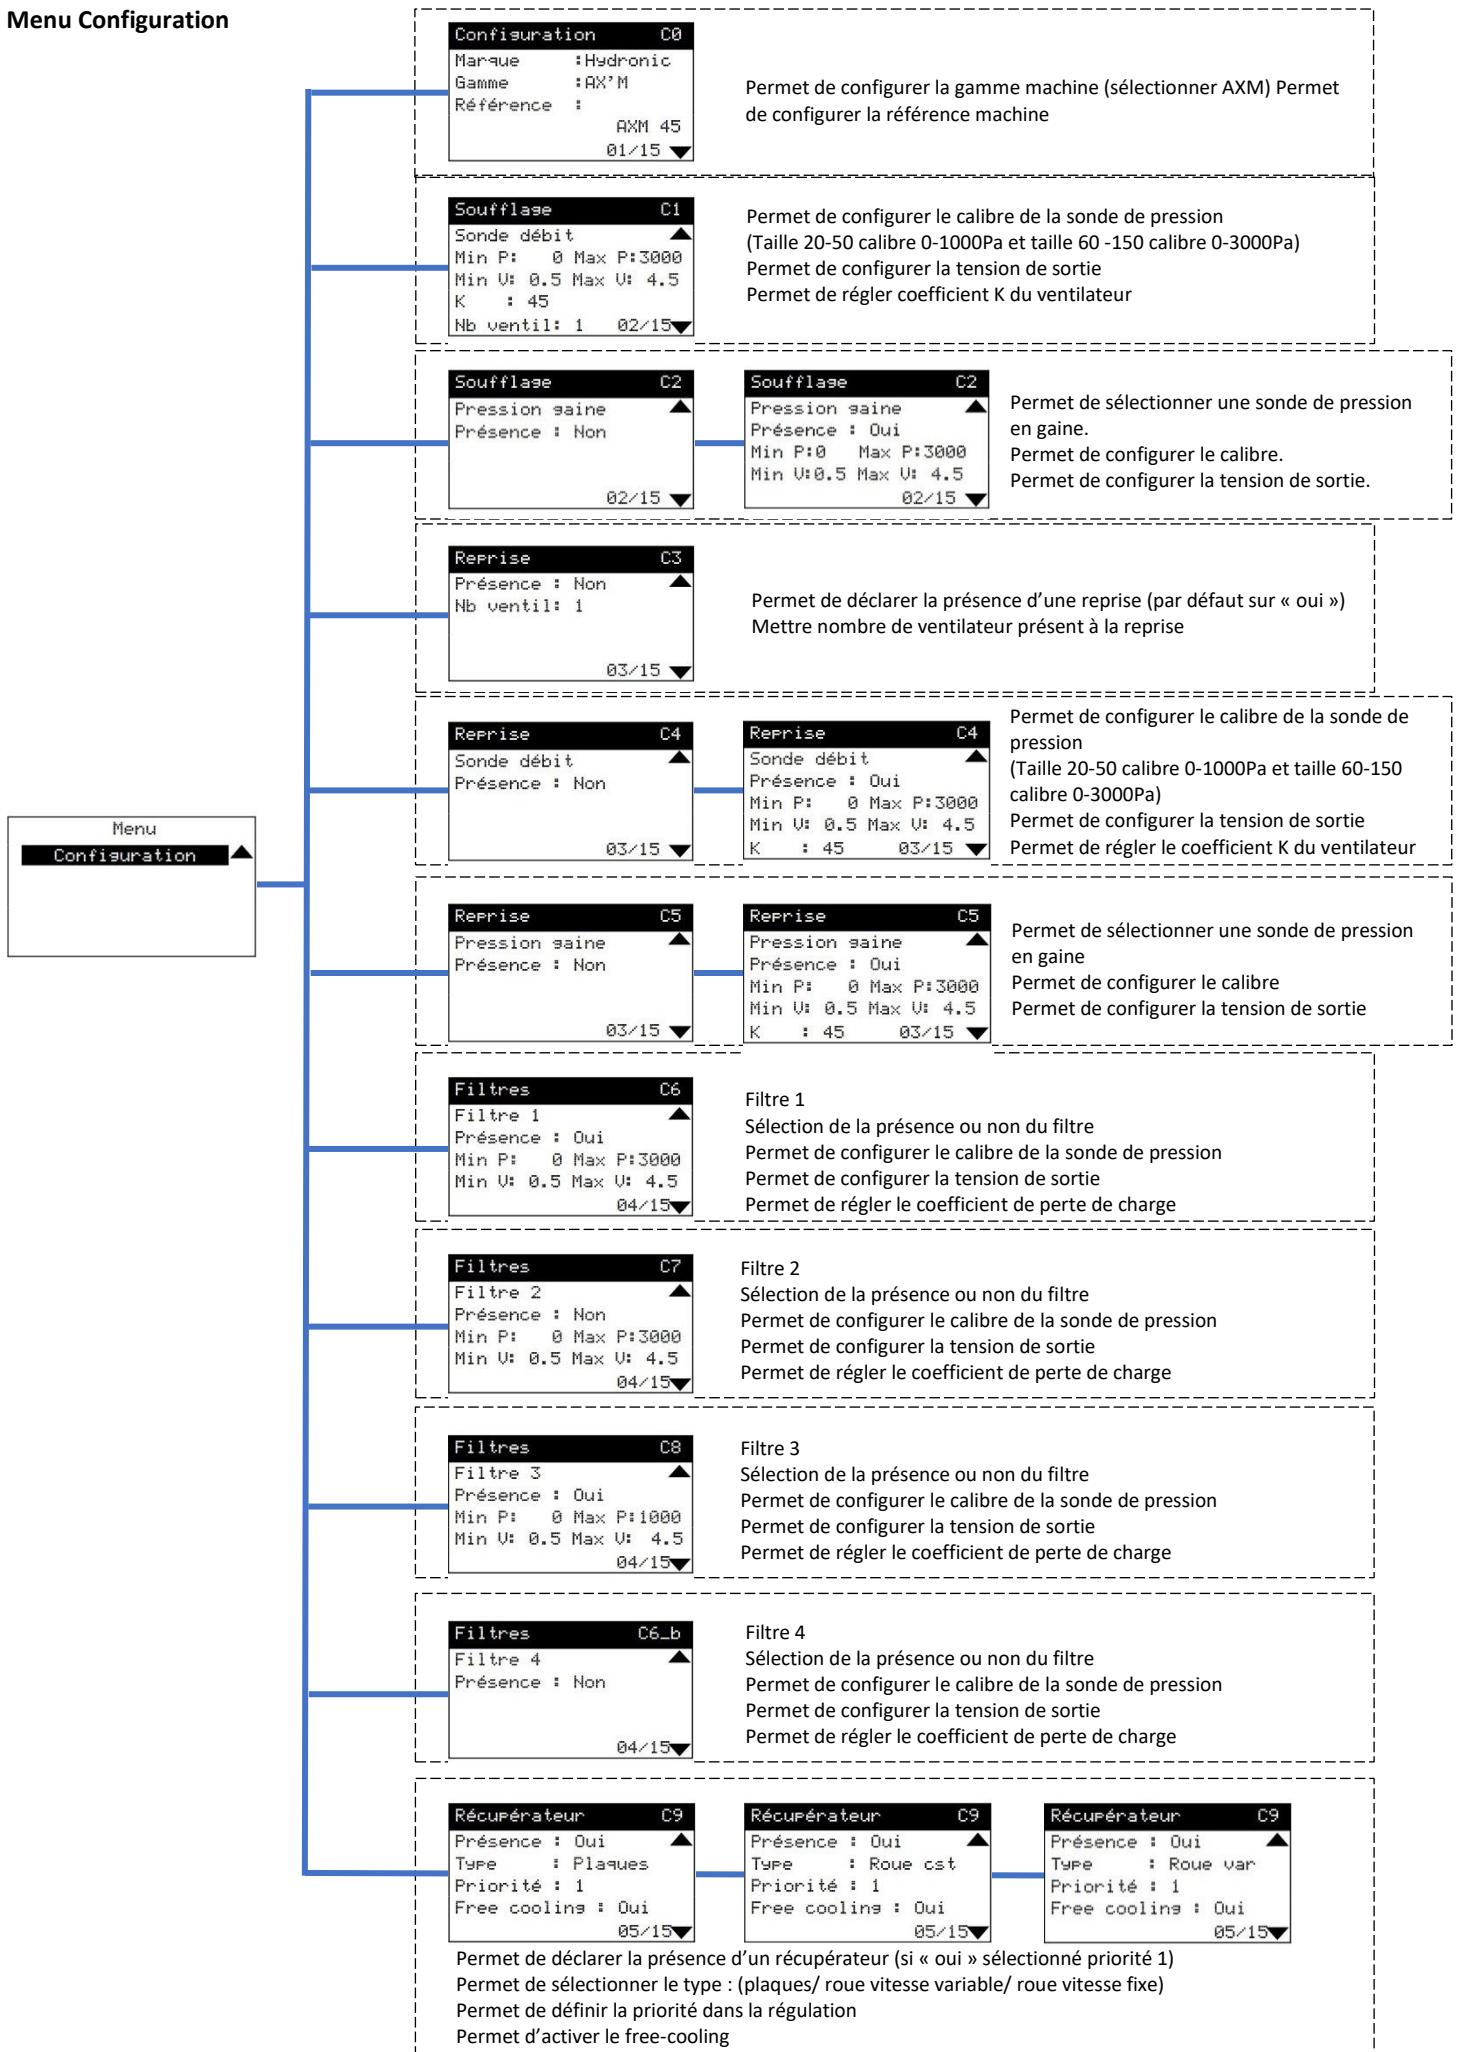 Menu Configuration
Configuration C0
Marque :Hydronic
Gamme :AX'M
Référence :
AXM 45
01/15
Permet de configurer la gamme machine (sélectionner AXM) Permet
de configurer la référence machine
Soufflage C1
Sonde débit
Min P: 0 Max P:3000
Min V: 0.5 Max V: 4.5
K : 45
Nb ventil: 1 02/15
Permet de configurer le calibre de la sonde de pression
(Taille 20-50 calibre 0-1000Pa et taille 60 -150 calibre 0-3000Pa)
Permet de configurer la tension de sortie
Permet de régler coefficient K du ventilateur
Soufflage C2
Pression gaine
Présence : Non
02/15
Soufflage C2
Pression gaine
Présence : Oui
Min P:0 Max P:3000
Min V:0.5 Max V: 4.5
02/15
Permet de sélectionner une sonde de pression
en gaine.
Permet de configurer le calibre.
Permet de configurer la tension de sortie.
Reprise C3
Présence : Non
Nb ventil: 1
03/15
Permet de déclarer la présence d’une reprise (par défaut sur « oui »)
Mettre nombre de ventilateur présent à la reprise
Reprise C4
Sonde débit
Présence : Non
03/15
Reprise C4
Sonde débit
Présence : Oui
Min P: 0 Max P:3000
Min V: 0.5 Max V: 4.5
K : 45 03/15
Permet de configurer le calibre de la sonde de
pression
(Taille 20-50 calibre 0-1000Pa et taille 60-150
calibre 0-3000Pa)
Permet de configurer la tension de sortie
Permet de régler le coefficient K du ventilateur
Menu
Configuration
Reprise C5
Pression gaine
Présence : Non
03/15
Reprise C5
Pression gaine
Présence : Oui
Min P: 0 Max P:3000
Min V: 0.5 Max V: 4.5
K : 45 03/15
Permet de sélectionner une sonde de pression
en gaine
Permet de configurer le calibre
Permet de configurer la tension de sortie
Filtres C6
Filtre 1
Présence : Oui
Min P: 0 Max P:3000
Min V: 0.5 Max V: 4.5
04/15
Filtre 1
Sélection de la présence ou non du filtre
Permet de configurer le calibre de la sonde de pression
Permet de configurer la tension de sortie
Permet de régler le coefficient de perte de charge
Filtres C7
Filtre 2
Présence : Non
Min P: 0 Max P:3000
Min V: 0.5 Max V: 4.5
04/15
Filtre 2
Sélection de la présence ou non du filtre
Permet de configurer le calibre de la sonde de pression
Permet de configurer la tension de sortie
Permet de régler le coefficient de perte de charge
Filtres C8
Filtre 3
Présence : Oui
Min P: 0 Max P:1000
Min V: 0.5 Max V: 4.5
04/15
Filtre 3
Sélection de la présence ou non du filtre
Permet de configurer le calibre de la sonde de pression
Permet de configurer la tension de sortie
Permet de régler le coefficient de perte de charge
Filtres C6_b
Filtre 4
Présence : Non
04/15
Filtre 4
Sélection de la présence ou non du filtre
Permet de configurer le calibre de la sonde de pression
Permet de configurer la tension de sortie
Permet de régler le coefficient de perte de charge
Récupérateur C9
Présence : Oui
Type : Plaques
Priorité : 1
Free cooling : Oui
05/15
Récupérateur C9
Présence : Oui
Type : Roue cst
Priorité : 1
Free cooling : Oui
05/15
Récupérateur C9
Présence : Oui
Type : Roue var
Priorité : 1
Free cooling : Oui
05/15
Permet de déclarer la présence d’un récupérateur (si « oui » sélectionné priorité 1)
Permet de sélectionner le type : (plaques/ roue vitesse variable/ roue vitesse fixe)
Permet de définir la priorité dans la régulation
Permet d’activer le free-cooling